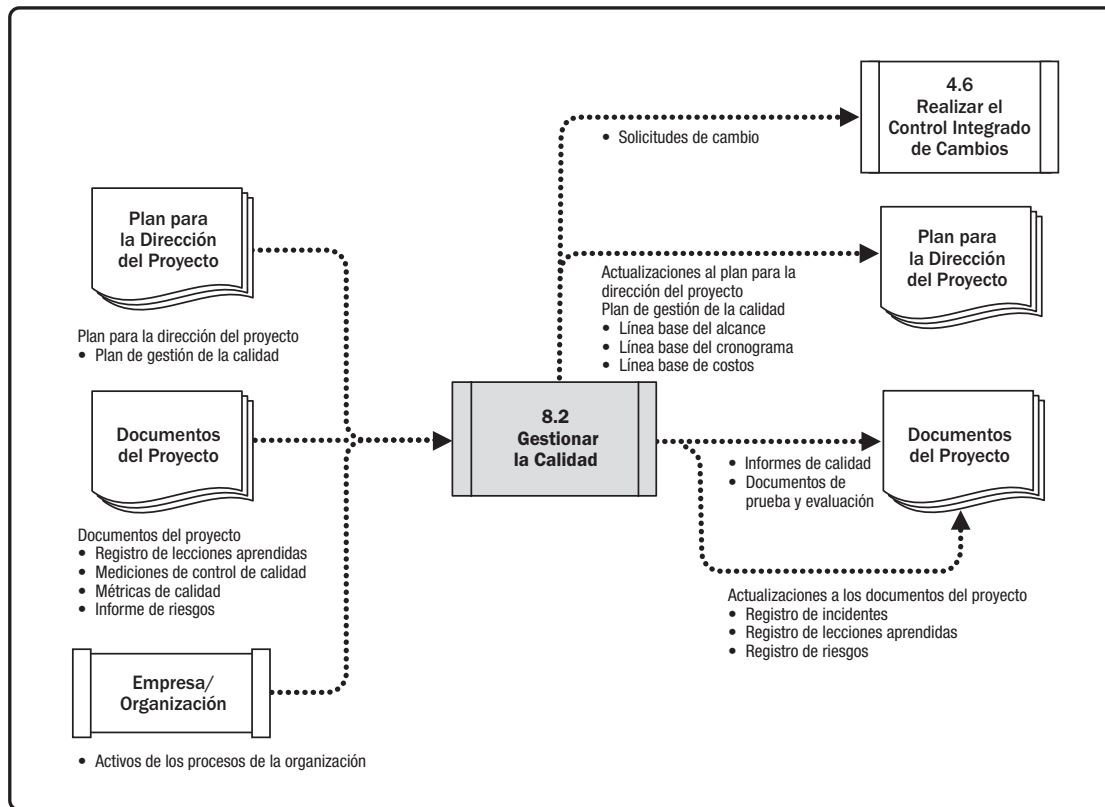 Plan para
la Dirección
del Proyecto
Plan para la dirección del proyecto
• Plan de gestión de la calidad
Documentos
del Proyecto
Documentos del proyecto
• Registro de lecciones aprendidas
• Mediciones de control de calidad
• Métricas de calidad
• Informe de riesgos
Empresa/
Organización
• Activos de los procesos de la organización
8.2
Gestionar
la Calidad
• Solicitudes de cambio
4.6
Realizar el
Control Integrado
de Cambios
Actualizaciones al plan para la
dirección del proyecto
Plan de gestión de la calidad
• Línea base del alcance
• Línea base del cronograma
• Línea base de costos
Plan para
la Dirección
del Proyecto
• Informes de calidad
• Documentos de
prueba y evaluación
Documentos
del Proyecto
Actualizaciones a los documentos del proyecto
• Registro de incidentes
• Registro de lecciones aprendidas
• Registro de riesgos